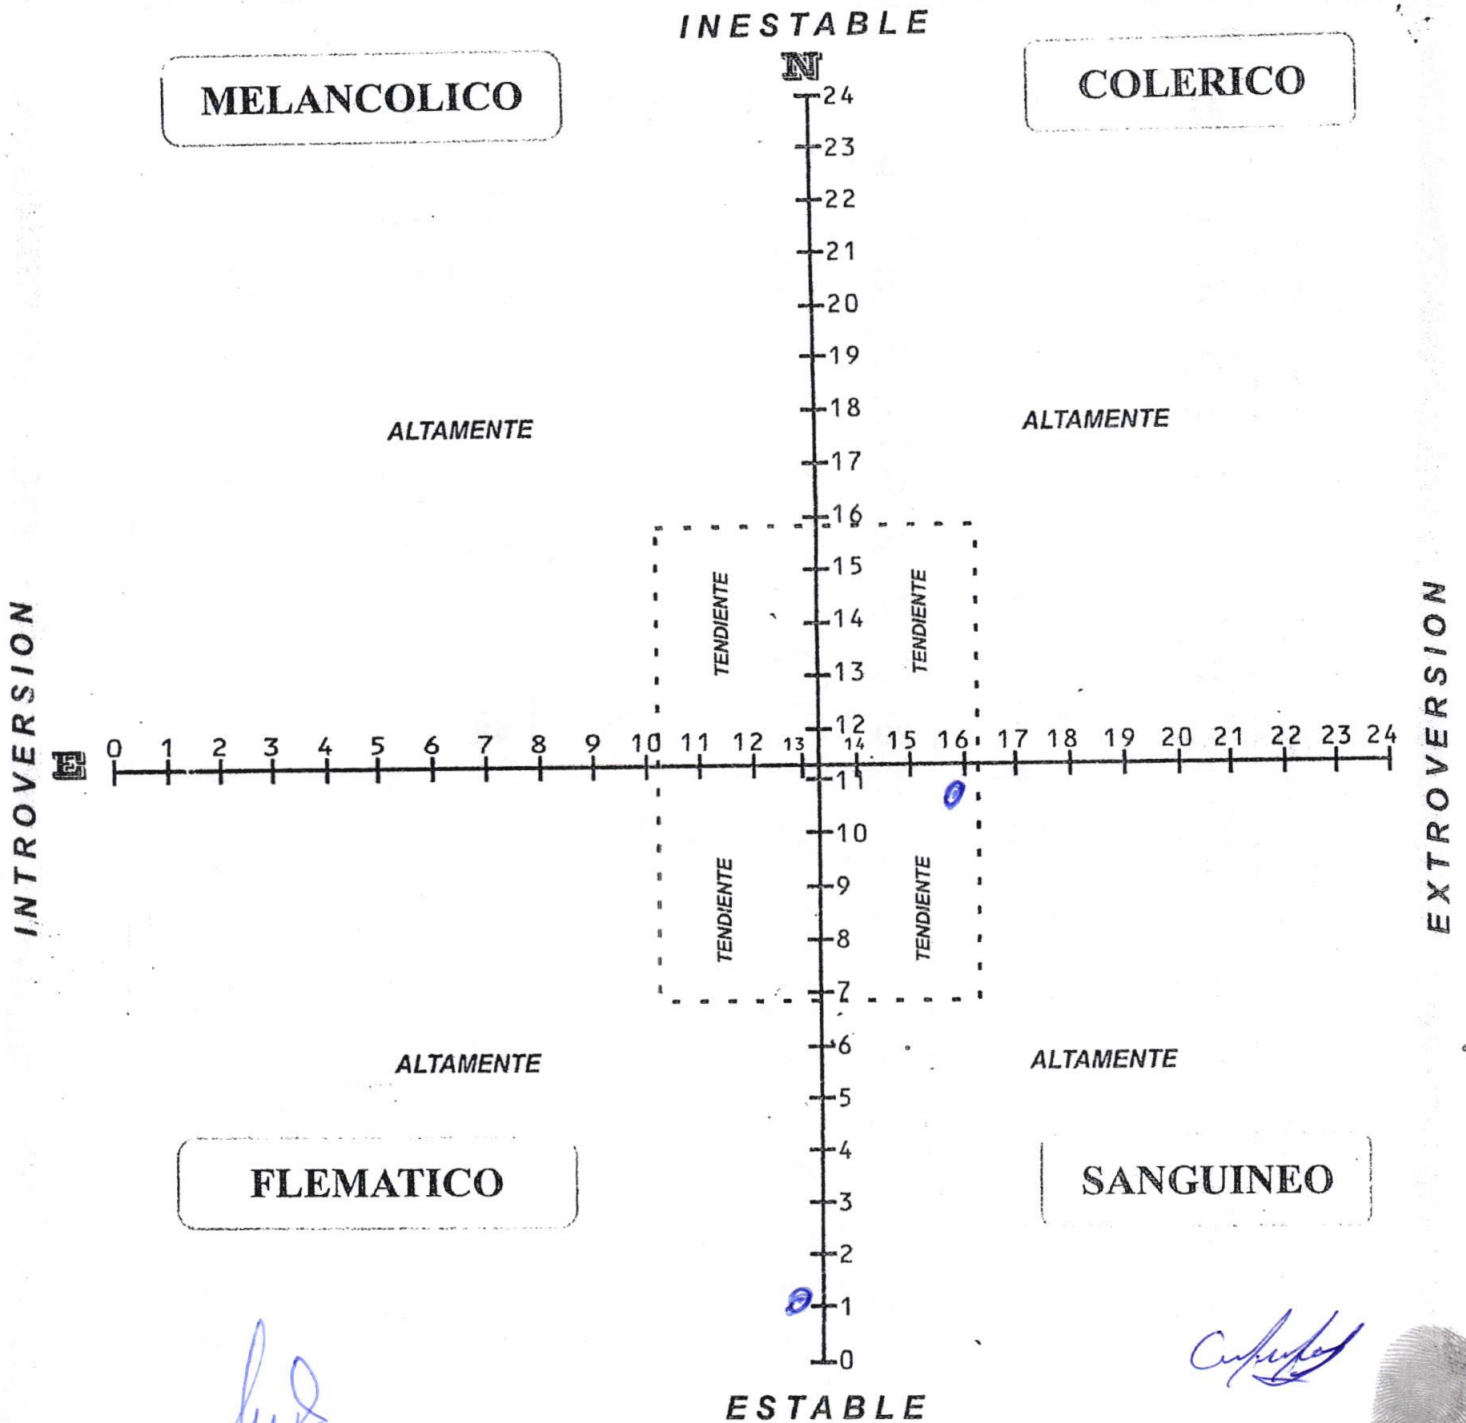 INESTABLE
N
MELANCOLICO
COLERICO
24
23
22
21
20
19
18
ALTAMENTE
ALTAMENTE
17
16
15
TENDIENTE
TENDIENTE
14
13
12
INTROVERSION
EXTROVERSION
E
0 1 2 3 4 5 6 7 8 9 10 11 12 13 14 15 16 17 18 19 20 21 22 23 24
11
10
TENDIENTE
TENDIENTE
9
8
7
6
ALTAMENTE
ALTAMENTE
5
4
FLEMATICO
SANGUINEO
3
2
1
0
ESTABLE